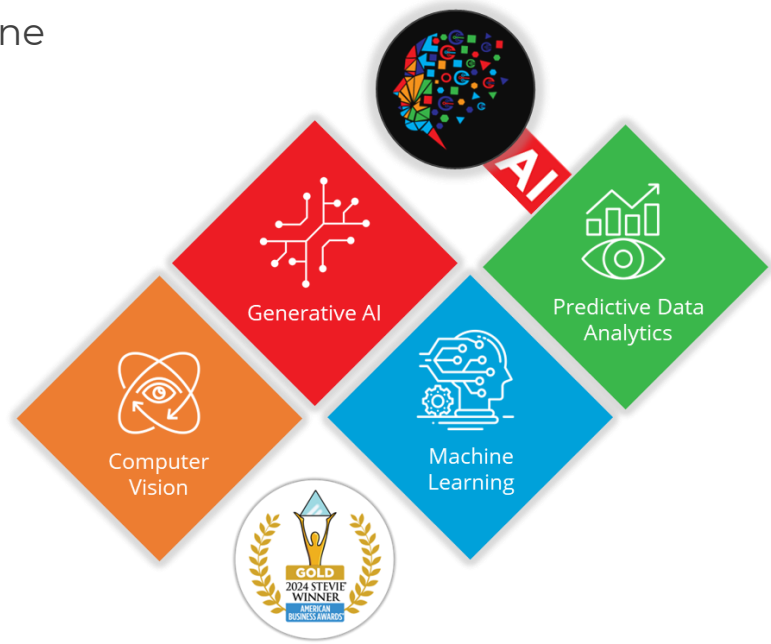 ne
AI
Generative AI
Predictive Data
Analytics
Computer
Vision
Machine
Learning
GOLD
2024 STEVIE®
WINNER
AMERICAN
BUSINESS AWARDS®